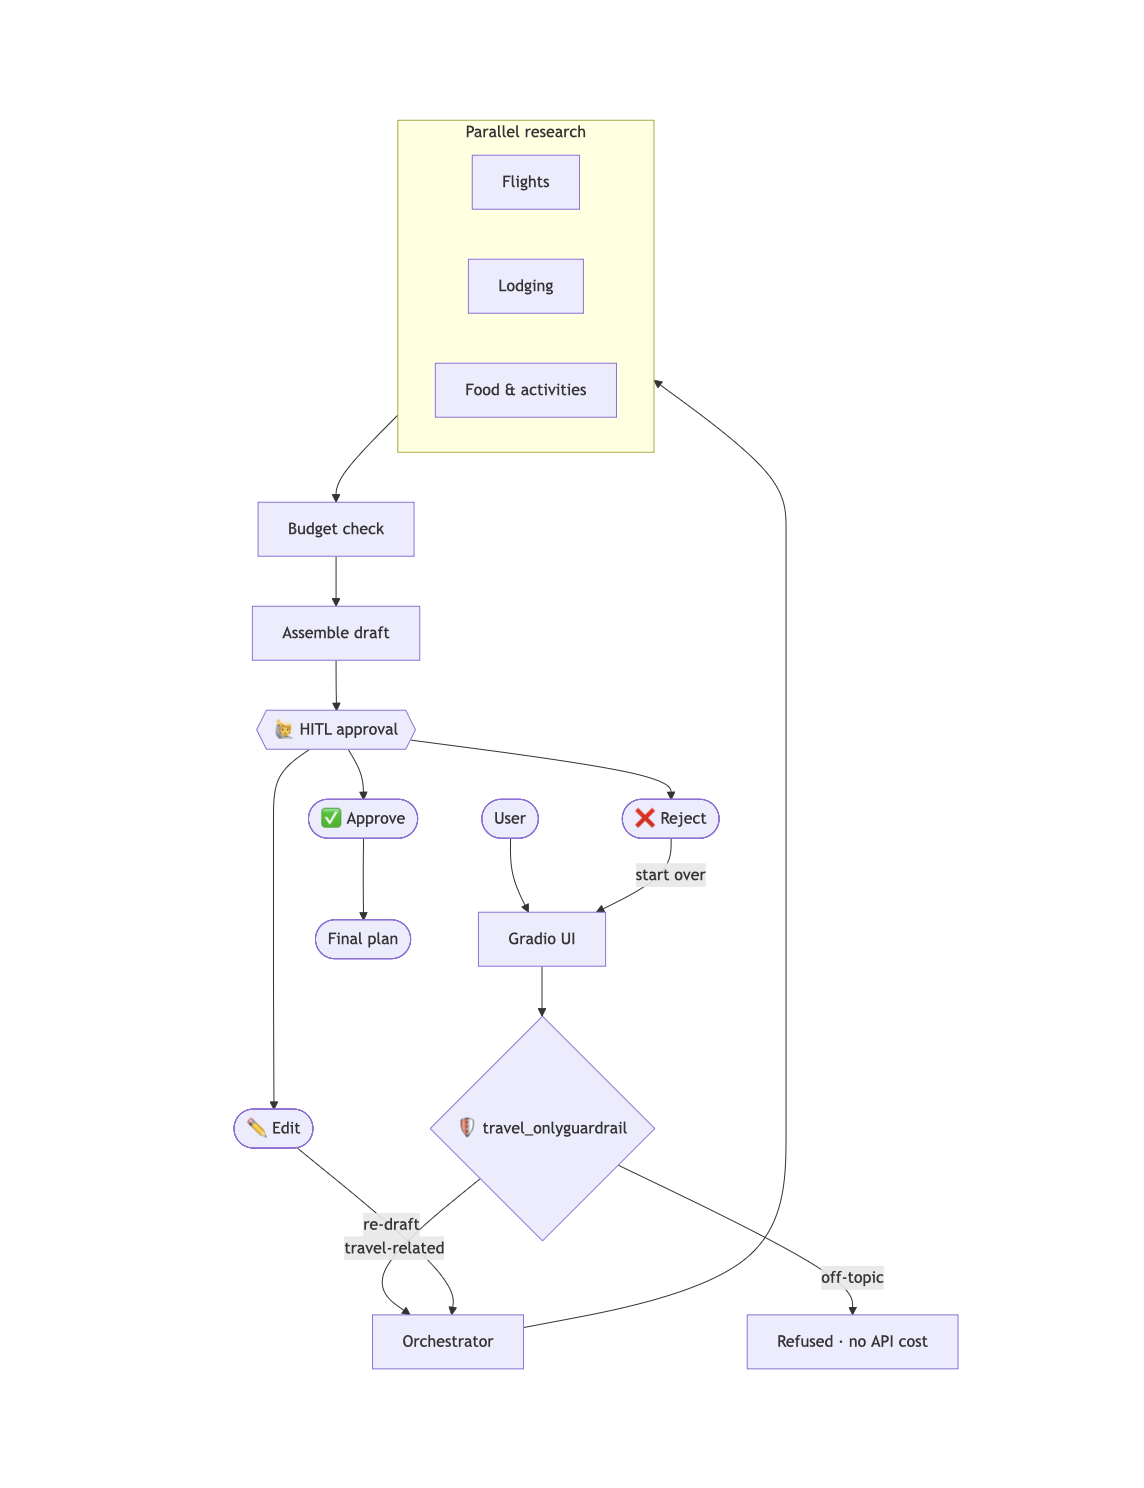 Parallel research
Flights
Lodging
Food & activities
Budget check
Assemble draft
🙋 HITL approval
✅ Approve
User
❌ Reject
start over
Final plan
Gradio UI
✏️ Edit
🛡️ travel_onlyguardrail
re-draft
travel-related
off-topic
Orchestrator
Refused · no API cost